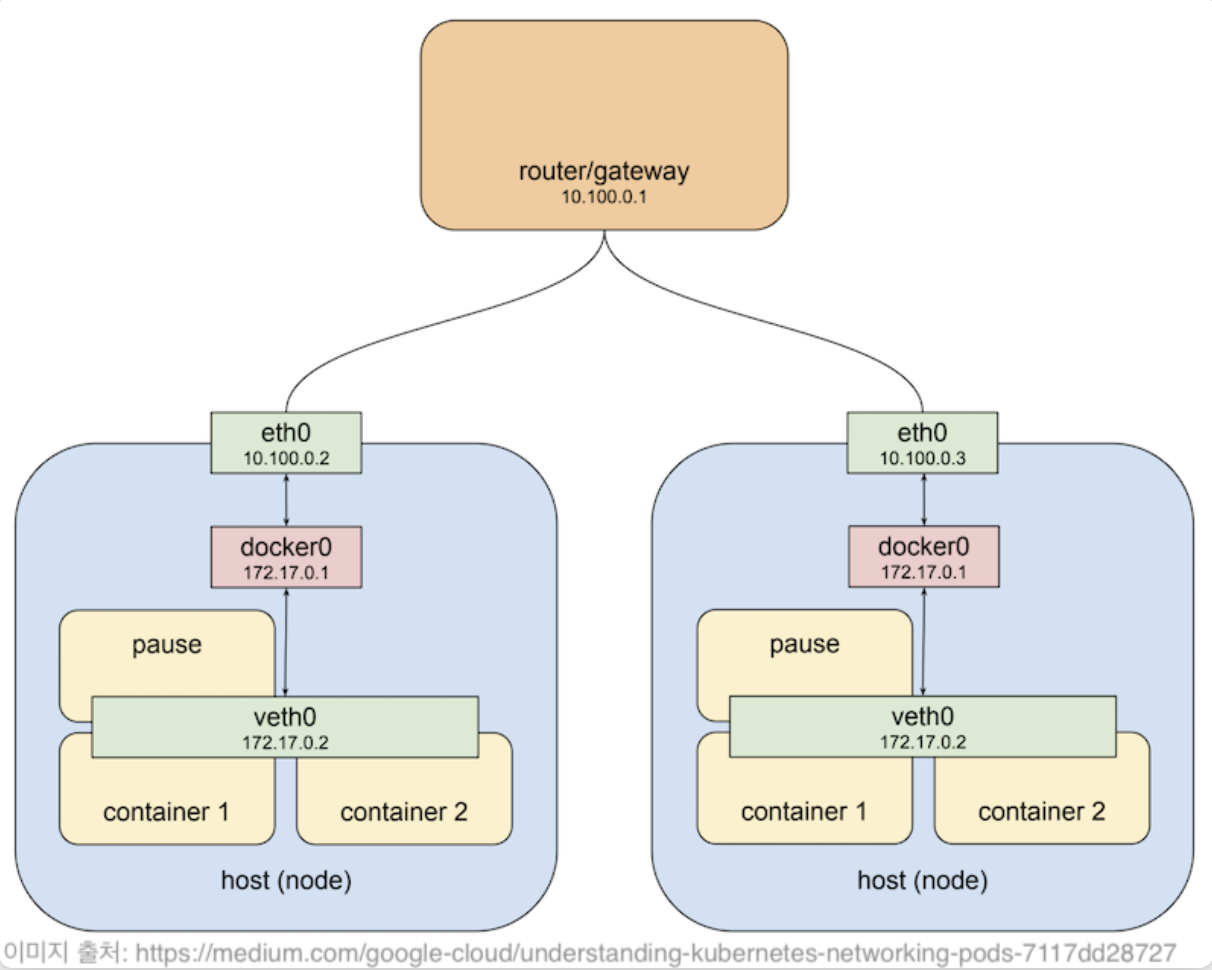 router/gateway
10.100.0.1
eth0
10.100.0.2
eth0
10.100.0.3
docker0
172.17.0.1
docker0
172.17.0.1
pause
pause
veth0
172.17.0.2
veth0
172.17.0.2
container 1
container 2
container 1
container 2
host (node)
host (node)
이미지 출처: https://medium.com/google-cloud/understanding-kubernetes-networking-pods-7117dd28727